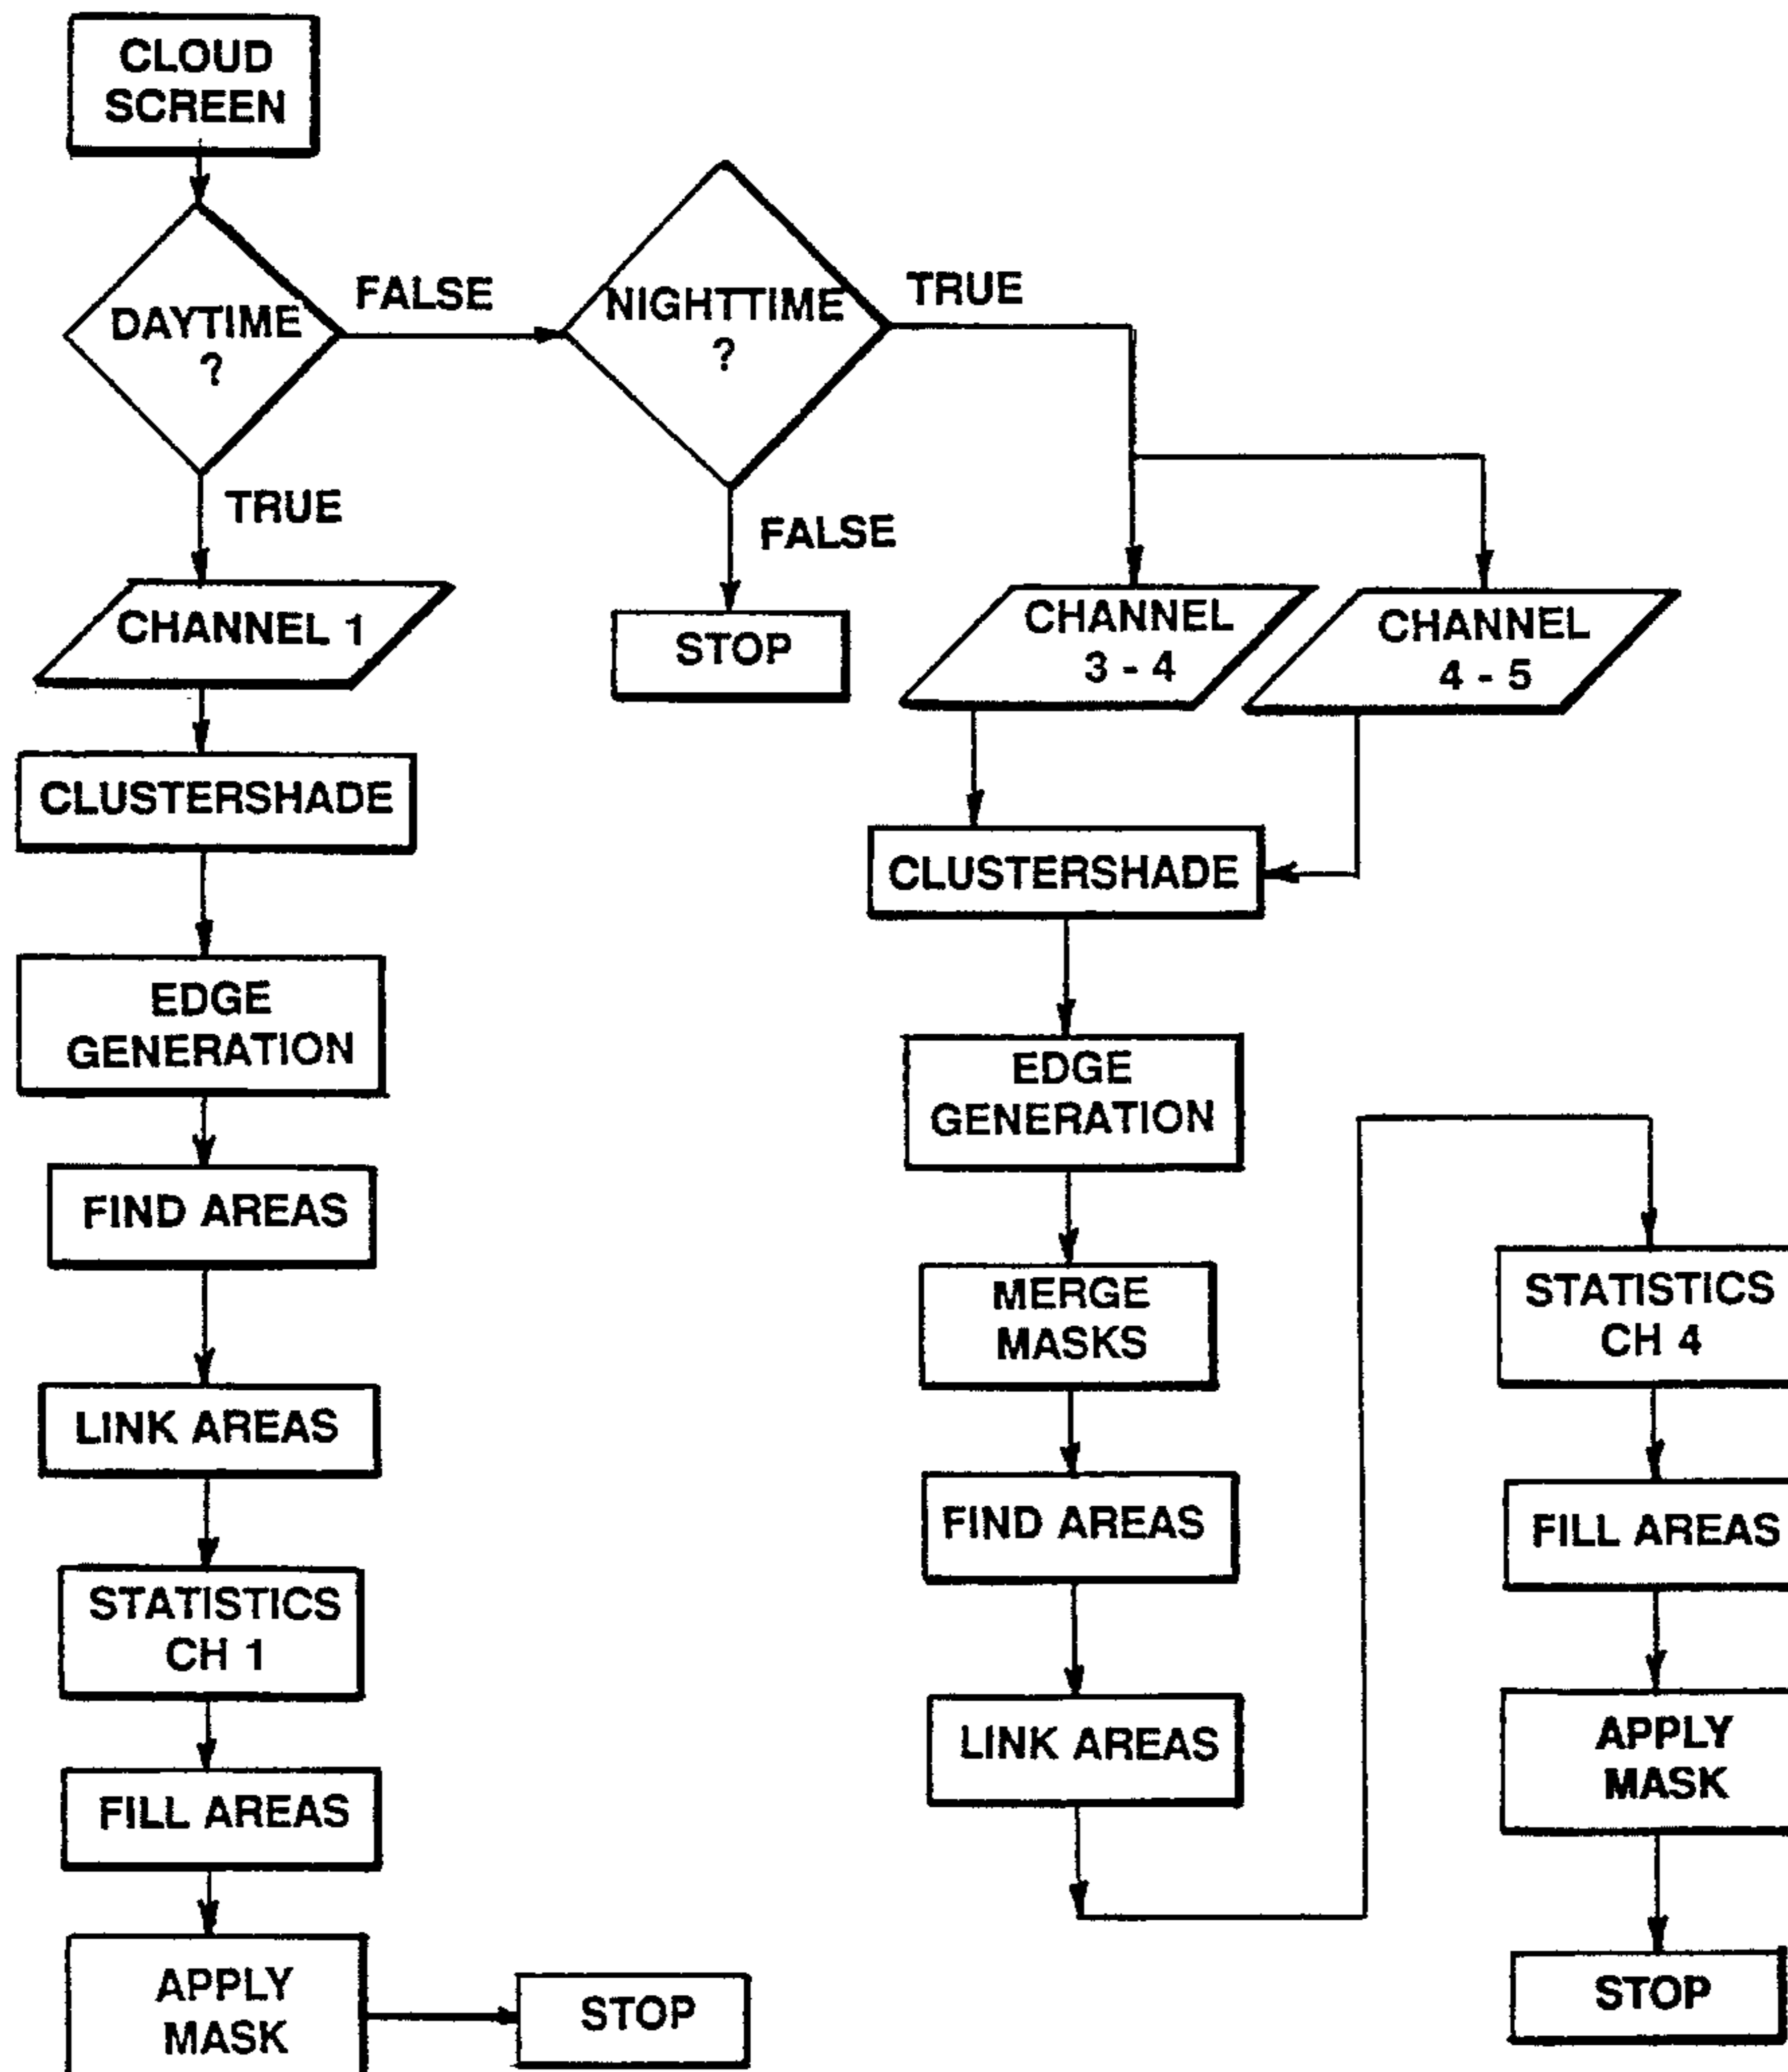 CLOUD
SCREEN
DAYTIME
?
FALSE
NIGHTTIME
?
TRUE
TRUE
FALSE
CHANNEL 1
STOP
CHANNEL
3 - 4
CHANNEL
4 - 5
CLUSTERSHADE
EDGE
GENERATION
FIND AREAS
LINK AREAS
STATISTICS
CH 1
FILL AREAS
APPLY
MASK
STOP
CLUSTERSHADE
EDGE
GENERATION
MERGE
MASKS
FIND AREAS
LINK AREAS
STATISTICS
CH 4
FILL AREAS
APPLY
MASK
STOP